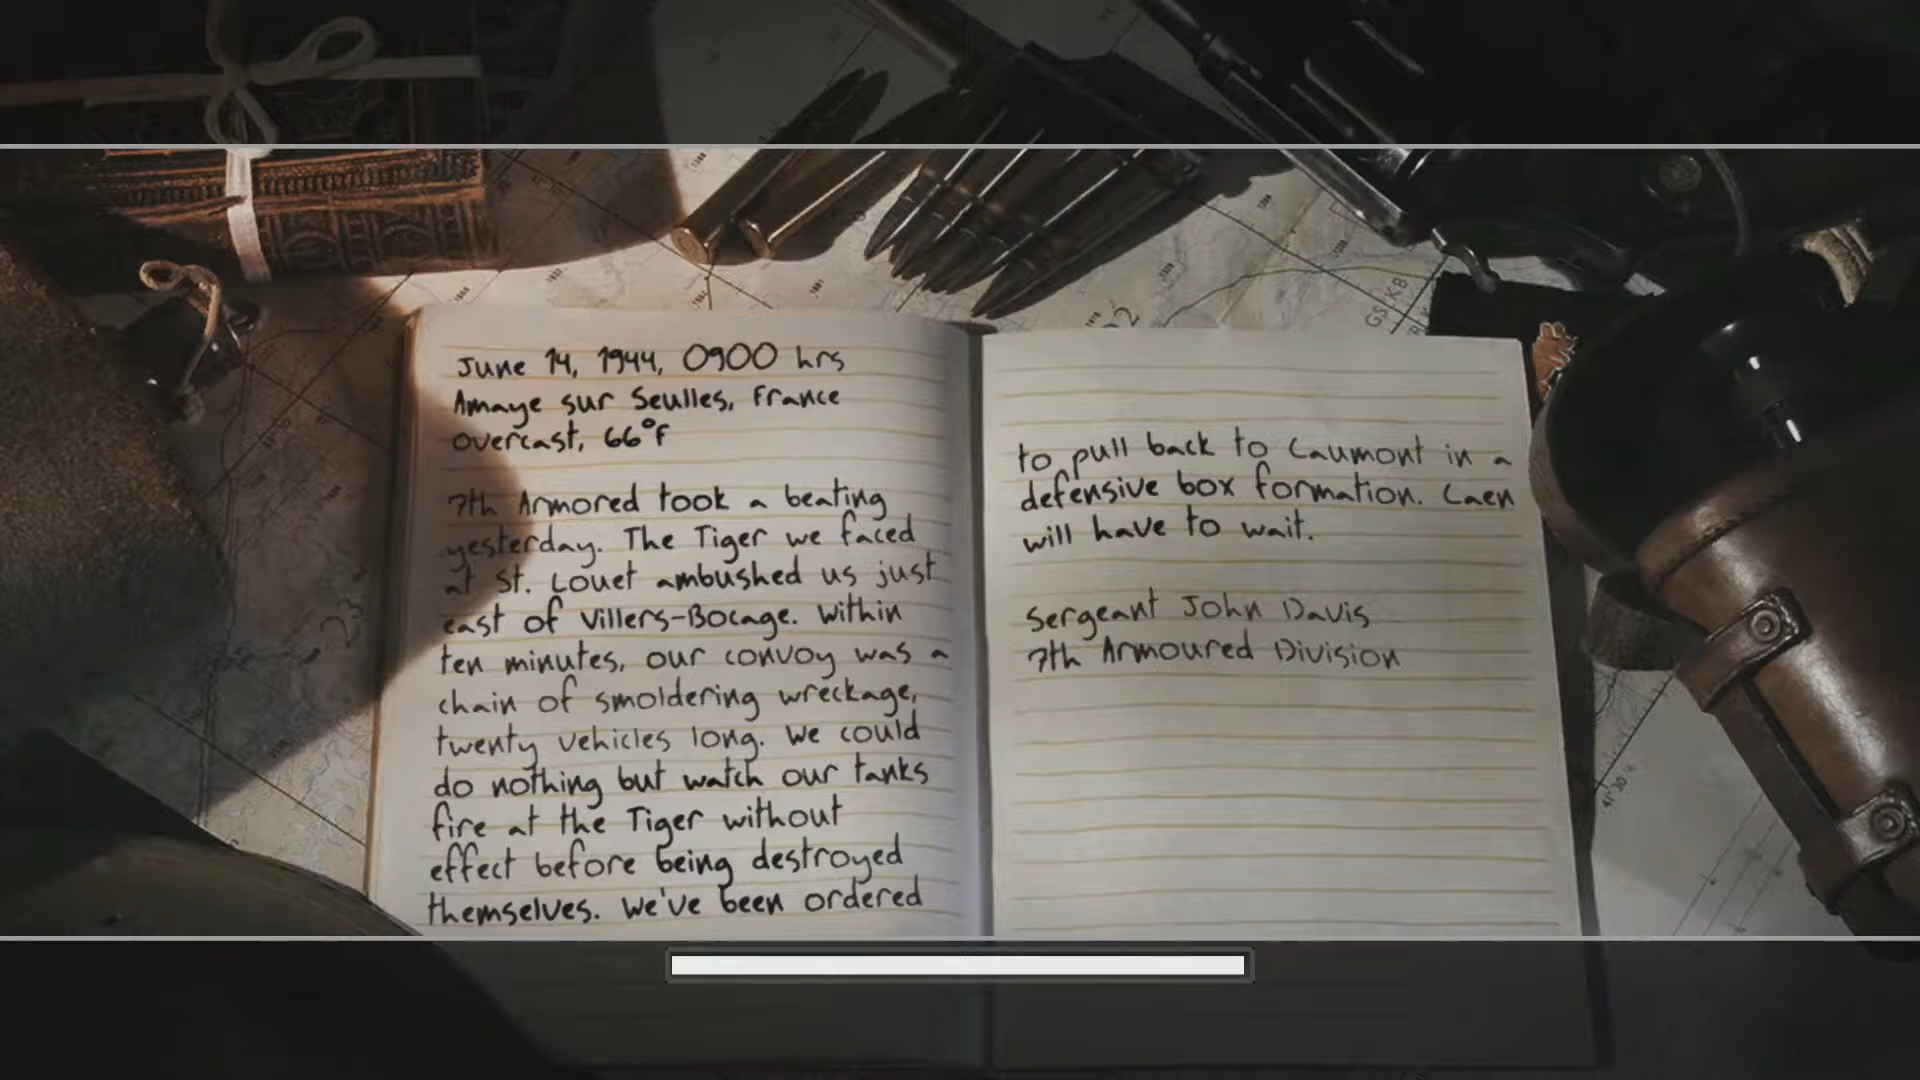 June 14, 1944, 0900 hrs
Amaye sur Seulles, France
overcast, 66°F
7th Armored took a beating
yesterday. The Tiger we faced
at St. Louet ambushed us just
east of Villers-Bocage. Within
ten minutes, our convoy was a
chain of smoldering wreckage,
twenty vehicles long. We could
do nothing but watch our tanks
fire at the Tiger without
effect before being destroyed
themselves. We've been ordered
to pull back to Caumont in a
defensive box formation. Caen
will have to wait.
Sergeant John Davis
7th Armoured Division
GSKB
41° 30'